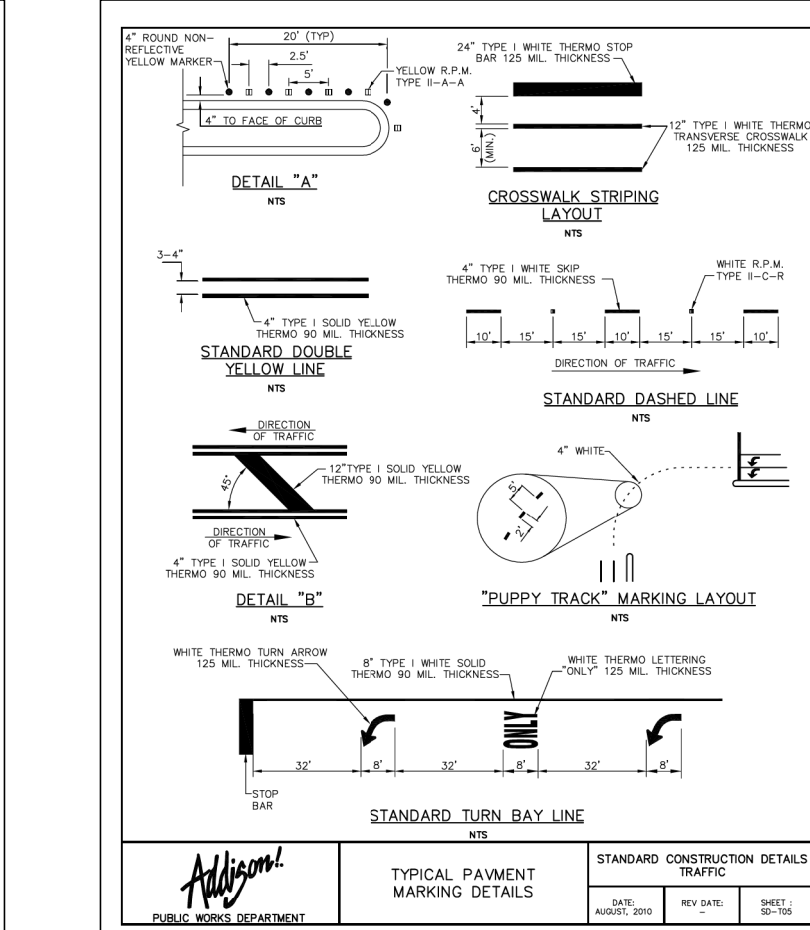 4" ROUND NON-
REFLECTIVE
YELLOW MARKER
20' (TYP)
2.5'
5'
YELLOW R.P.M.
TYPE II-A-A
4" TO FACE OF CURB
DETAIL "A"
NTS
24" TYPE I WHITE THERMO STOP
BAR 125 MIL. THICKNESS
4'
6'
(MIN.)
12" TYPE I WHITE THERMO
TRANSVERSE CROSSWALK
125 MIL. THICKNESS
CROSSWALK STRIPING
LAYOUT
NTS
3-4"
4" TYPE I SOLID YELLOW
THERMO 90 MIL. THICKNESS
STANDARD DOUBLE
YELLOW LINE
NTS
4" TYPE I WHITE SKIP
THERMO 90 MIL. THICKNESS
WHITE R.P.M.
TYPE II-C-R
10' 15' 15' 10' 15' 15' 10'
DIRECTION OF TRAFFIC
STANDARD DASHED LINE
NTS
DIRECTION
OF TRAFFIC
45'
12"TYPE I SOLID YELLOW
THERMO 90 MIL. THICKNESS
DIRECTION
OF TRAFFIC
4" TYPE I SOLID YELLOW
THERMO 90 MIL. THICKNESS
DETAIL "B"
NTS
4" WHITE
5'
2'
"PUPPY TRACK" MARKING LAYOUT
NTS
WHITE THERMO TURN ARROW
125 MIL. THICKNESS
8" TYPE I WHITE SOLID
THERMO 90 MIL. THICKNESS
WHITE THERMO LETTERING
"ONLY" 125 MIL. THICKNESS
ONLY
32' 8' 32' 8' 32' 8'
STOP
BAR
STANDARD TURN BAY LINE
NTS
Addison!
PUBLIC WORKS DEPARTMENT
TYPICAL PAVMENT
MARKING DETAILS
STANDARD CONSTRUCTION DETAILS
TRAFFIC
DATE:
AUGUST, 2010
REV DATE:
-
SHEET :
SD-T05